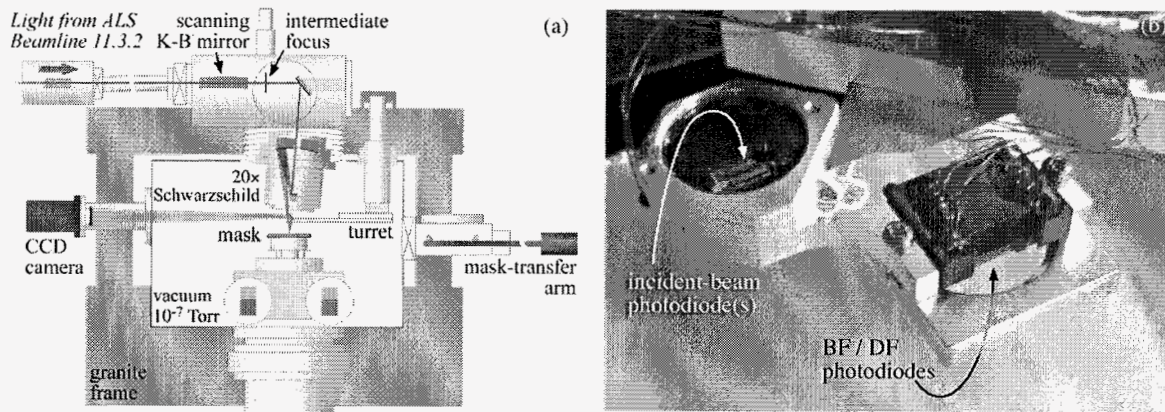 Light from ALS
Beamline 11.3.2
scanning
K-B mirror
intermediate
focus
(a)
20×
Schwarzschild
CCD
camera
mask
turret
mask-transfer
arm
vacuum
10⁻⁷ Torr
granite
frame
(b)
incident-beam
photodiode(s)
BF / DF
photodiodes